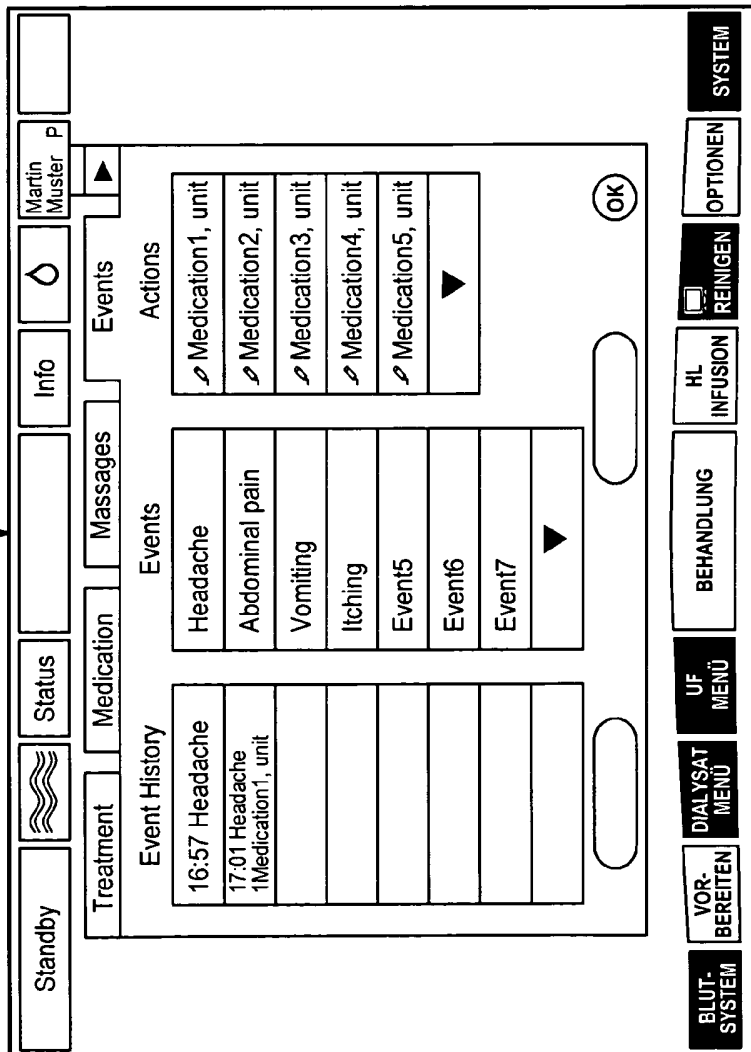 Standby
Status
Info
Martin
Muster P
Treatment
Medication
Massages
Events
Event History
16:57 Headache
17:01 Headache
1Medication1, unit
Events
Headache
Abdominal pain
Vomiting
Itching
Event5
Event6
Event7
Actions
Medication1, unit
Medication2, unit
Medication3, unit
Medication4, unit
Medication5, unit
OK
BLUT-
SYSTEM
VOR-
BEREITEN
DIALYSAT
MENÜ
UF
MENÜ
BEHANDLUNG
HL
INFUSION
REINIGEN
OPTIONEN
SYSTEM